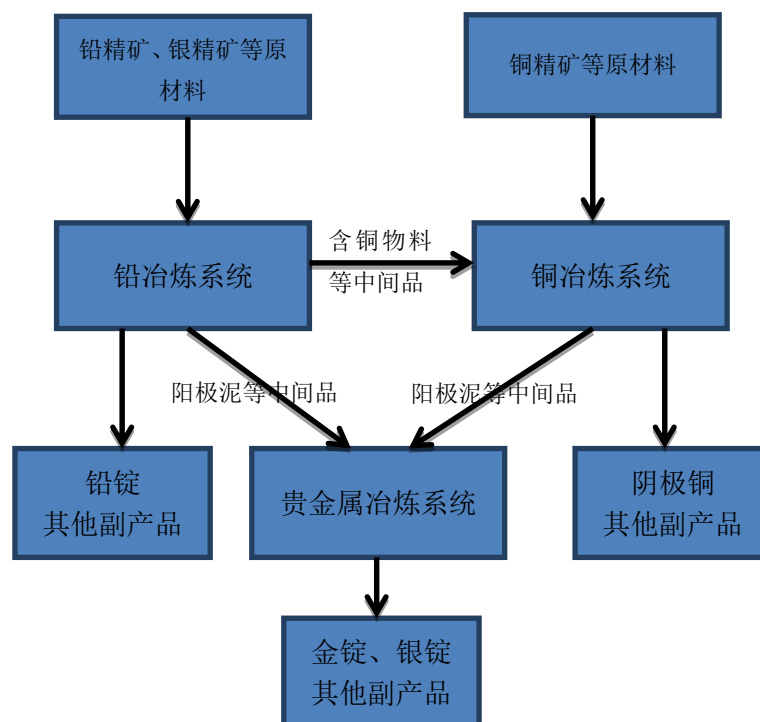 铅精矿、银精矿等原
材料
铜精矿等原材料
含铜物料
等中间品
铅冶炼系统
铜冶炼系统
阳极泥等中间品
阳极泥等中间品
铅锭
其他副产品
贵金属冶炼系统
阴极铜
其他副产品
金锭、银锭
其他副产品